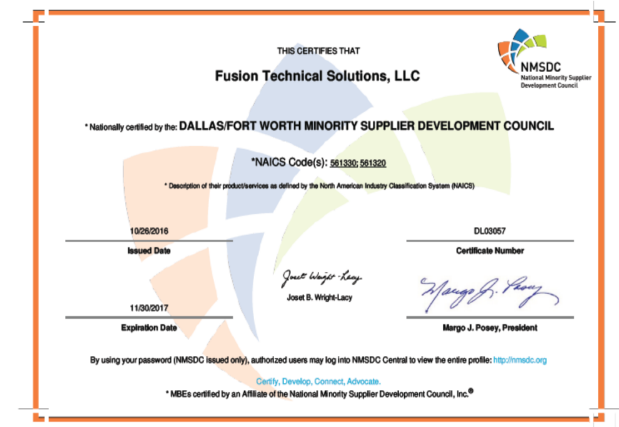 THIS CERTIFIES THAT
NMSDC
National Minority Supplier
Development Council
Fusion Technical Solutions, LLC
* Nationally certified by the: DALLAS/FORT WORTH MINORITY SUPPLIER DEVELOPMENT COUNCIL
*NAICS Code(s): 561330; 561320
* Description of their product/services as defined by the North American Industry Classification System (NAICS)
10/26/2016
Issued Date
DL03057
Certificate Number
Joset Wright-Lacy
Joset B. Wright-Lacy
Margo J. Posey
11/30/2017
Expiration Date
Margo J. Posey, President
By using your password (NMSDC issued only), authorized users may log into NMSDC Central to view the entire profile: http://nmsdc.org
Certify, Develop, Connect, Advocate.
* MBEs certified by an Affiliate of the National Minority Supplier Development Council, Inc.®